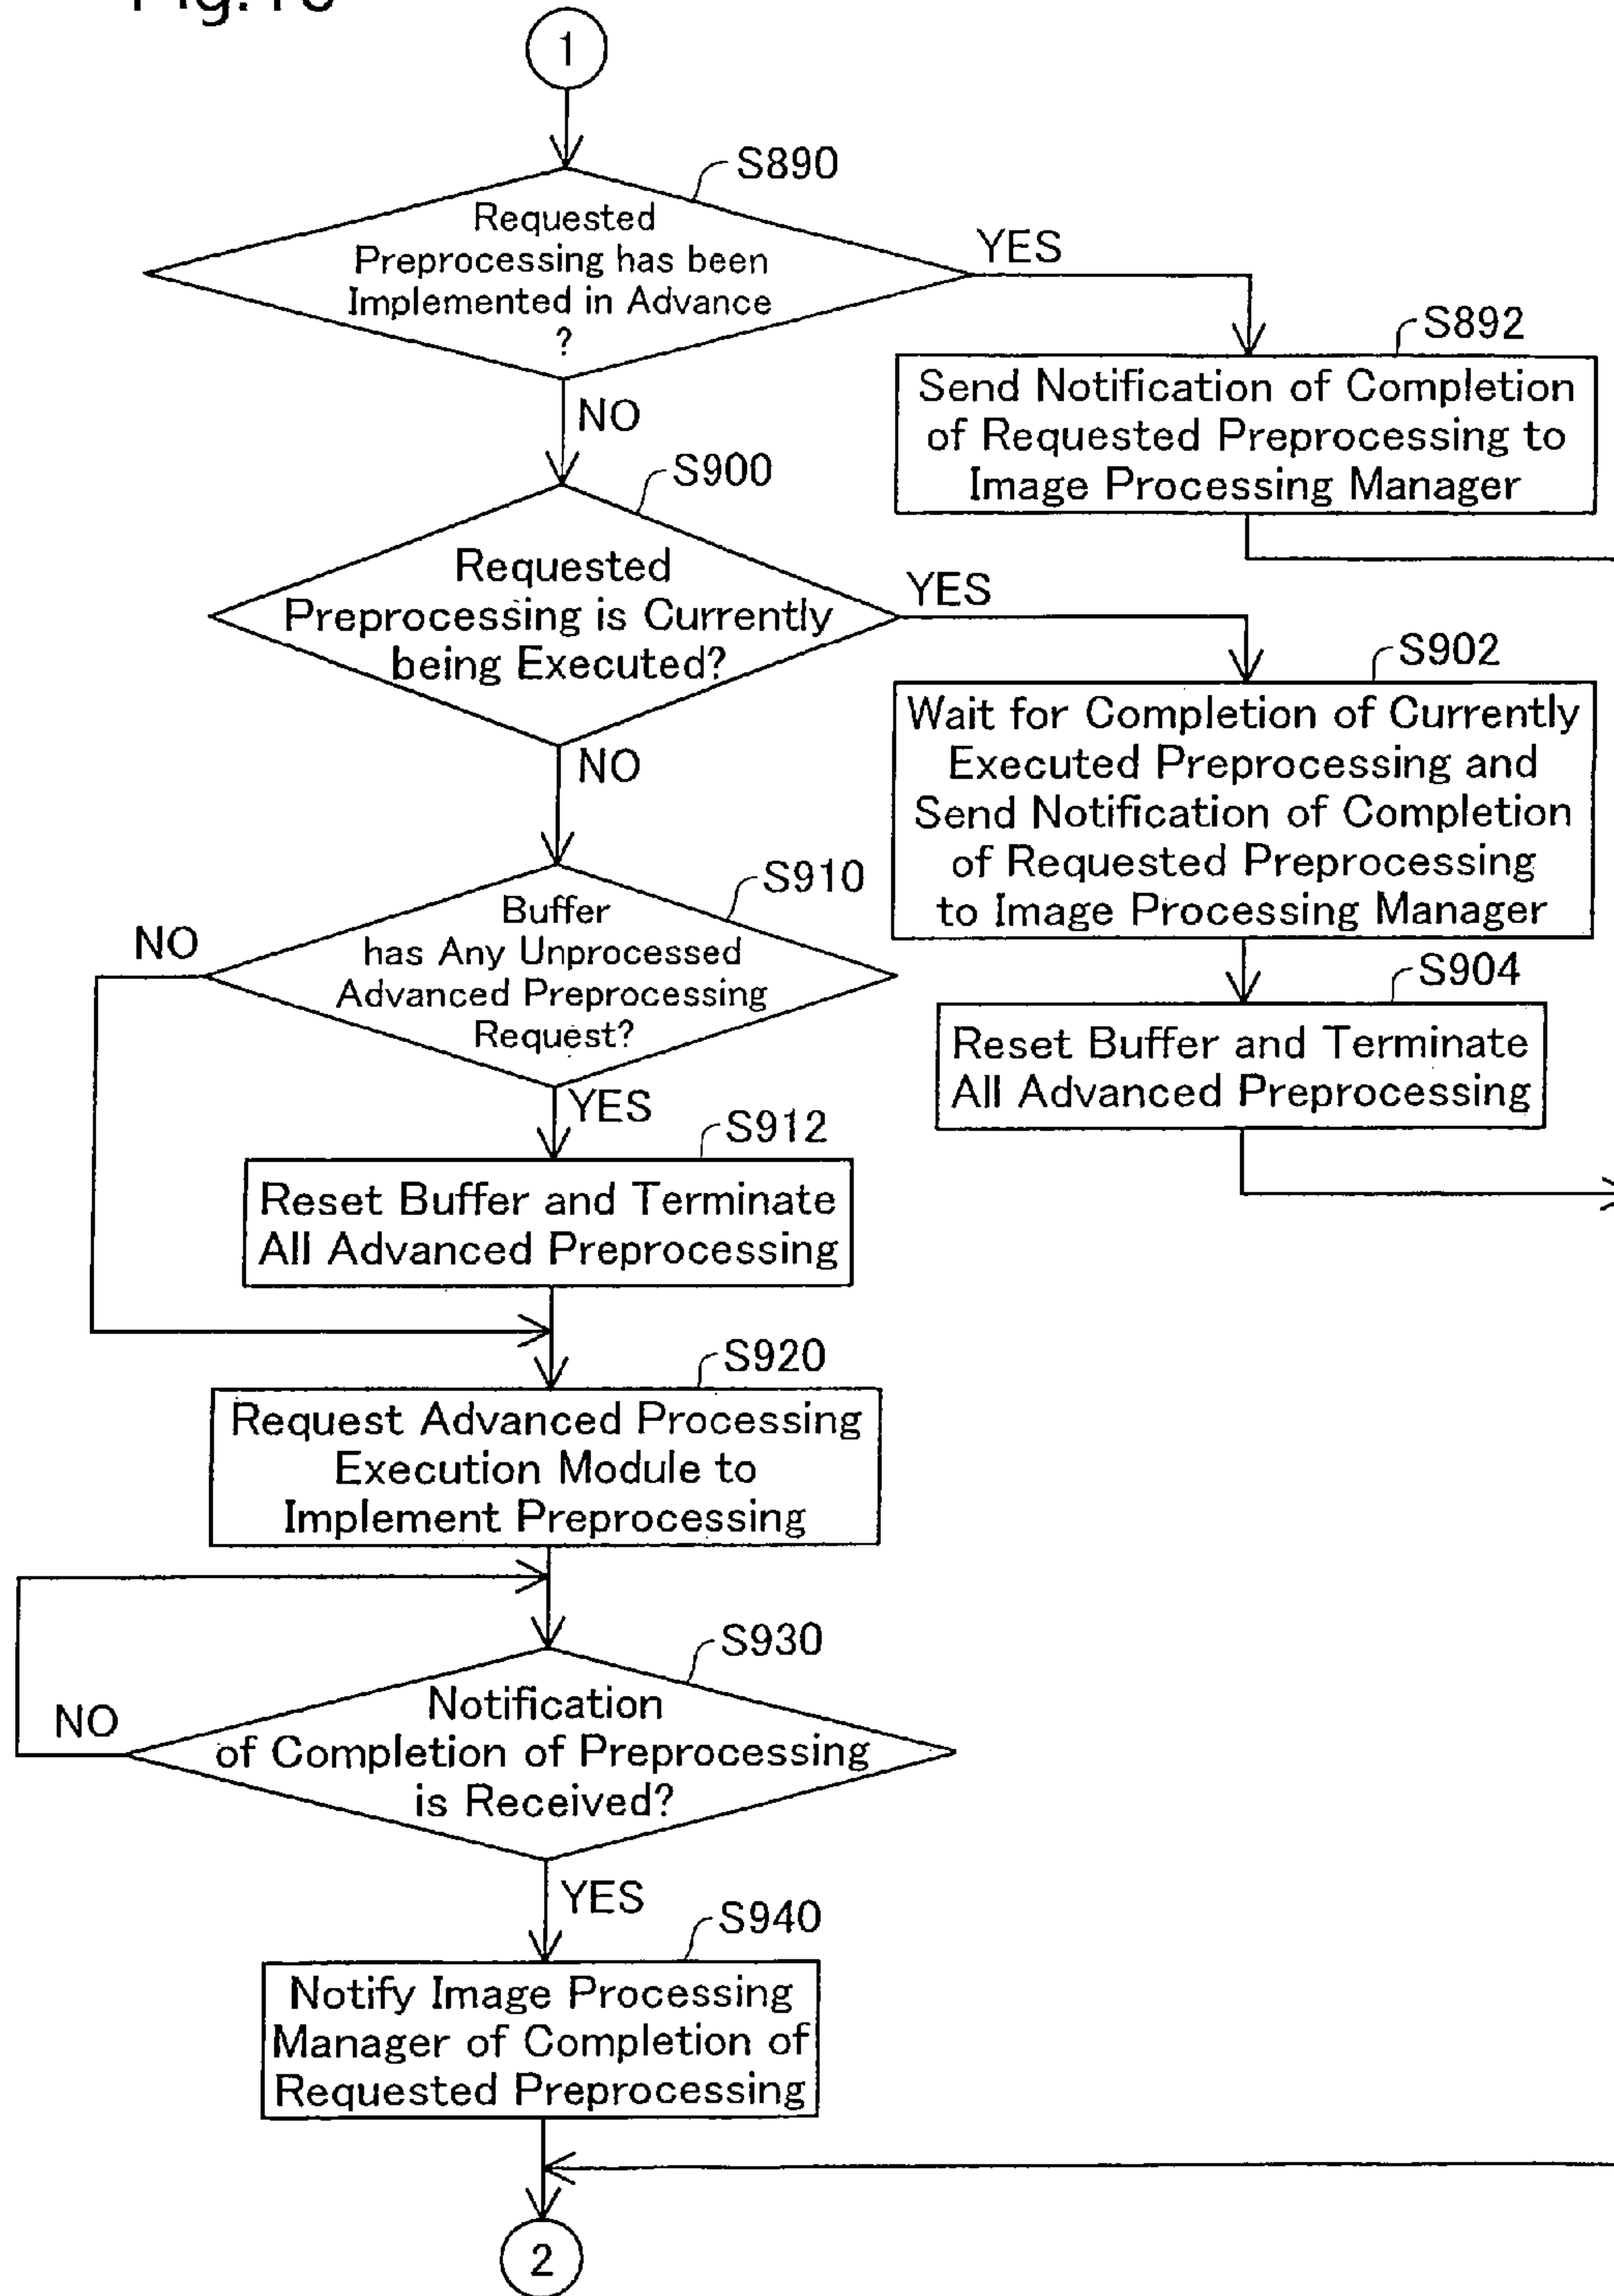 1
S890
Requested
Preprocessing has been
Implemented in Advance
?
YES
NO
S892
Send Notification of Completion
of Requested Preprocessing to
Image Processing Manager
S900
Requested
Preprocessing is Currently
being Executed?
YES
NO
S902
Wait for Completion of Currently
Executed Preprocessing and
Send Notification of Completion
of Requested Preprocessing
to Image Processing Manager
S904
Reset Buffer and Terminate
All Advanced Preprocessing
S910
Buffer
has Any Unprocessed
Advanced Preprocessing
Request?
NO
YES
S912
Reset Buffer and Terminate
All Advanced Preprocessing
S920
Request Advanced Processing
Execution Module to
Implement Preprocessing
S930
Notification
of Completion of Preprocessing
is Received?
NO
YES
S940
Notify Image Processing
Manager of Completion of
Requested Preprocessing
2